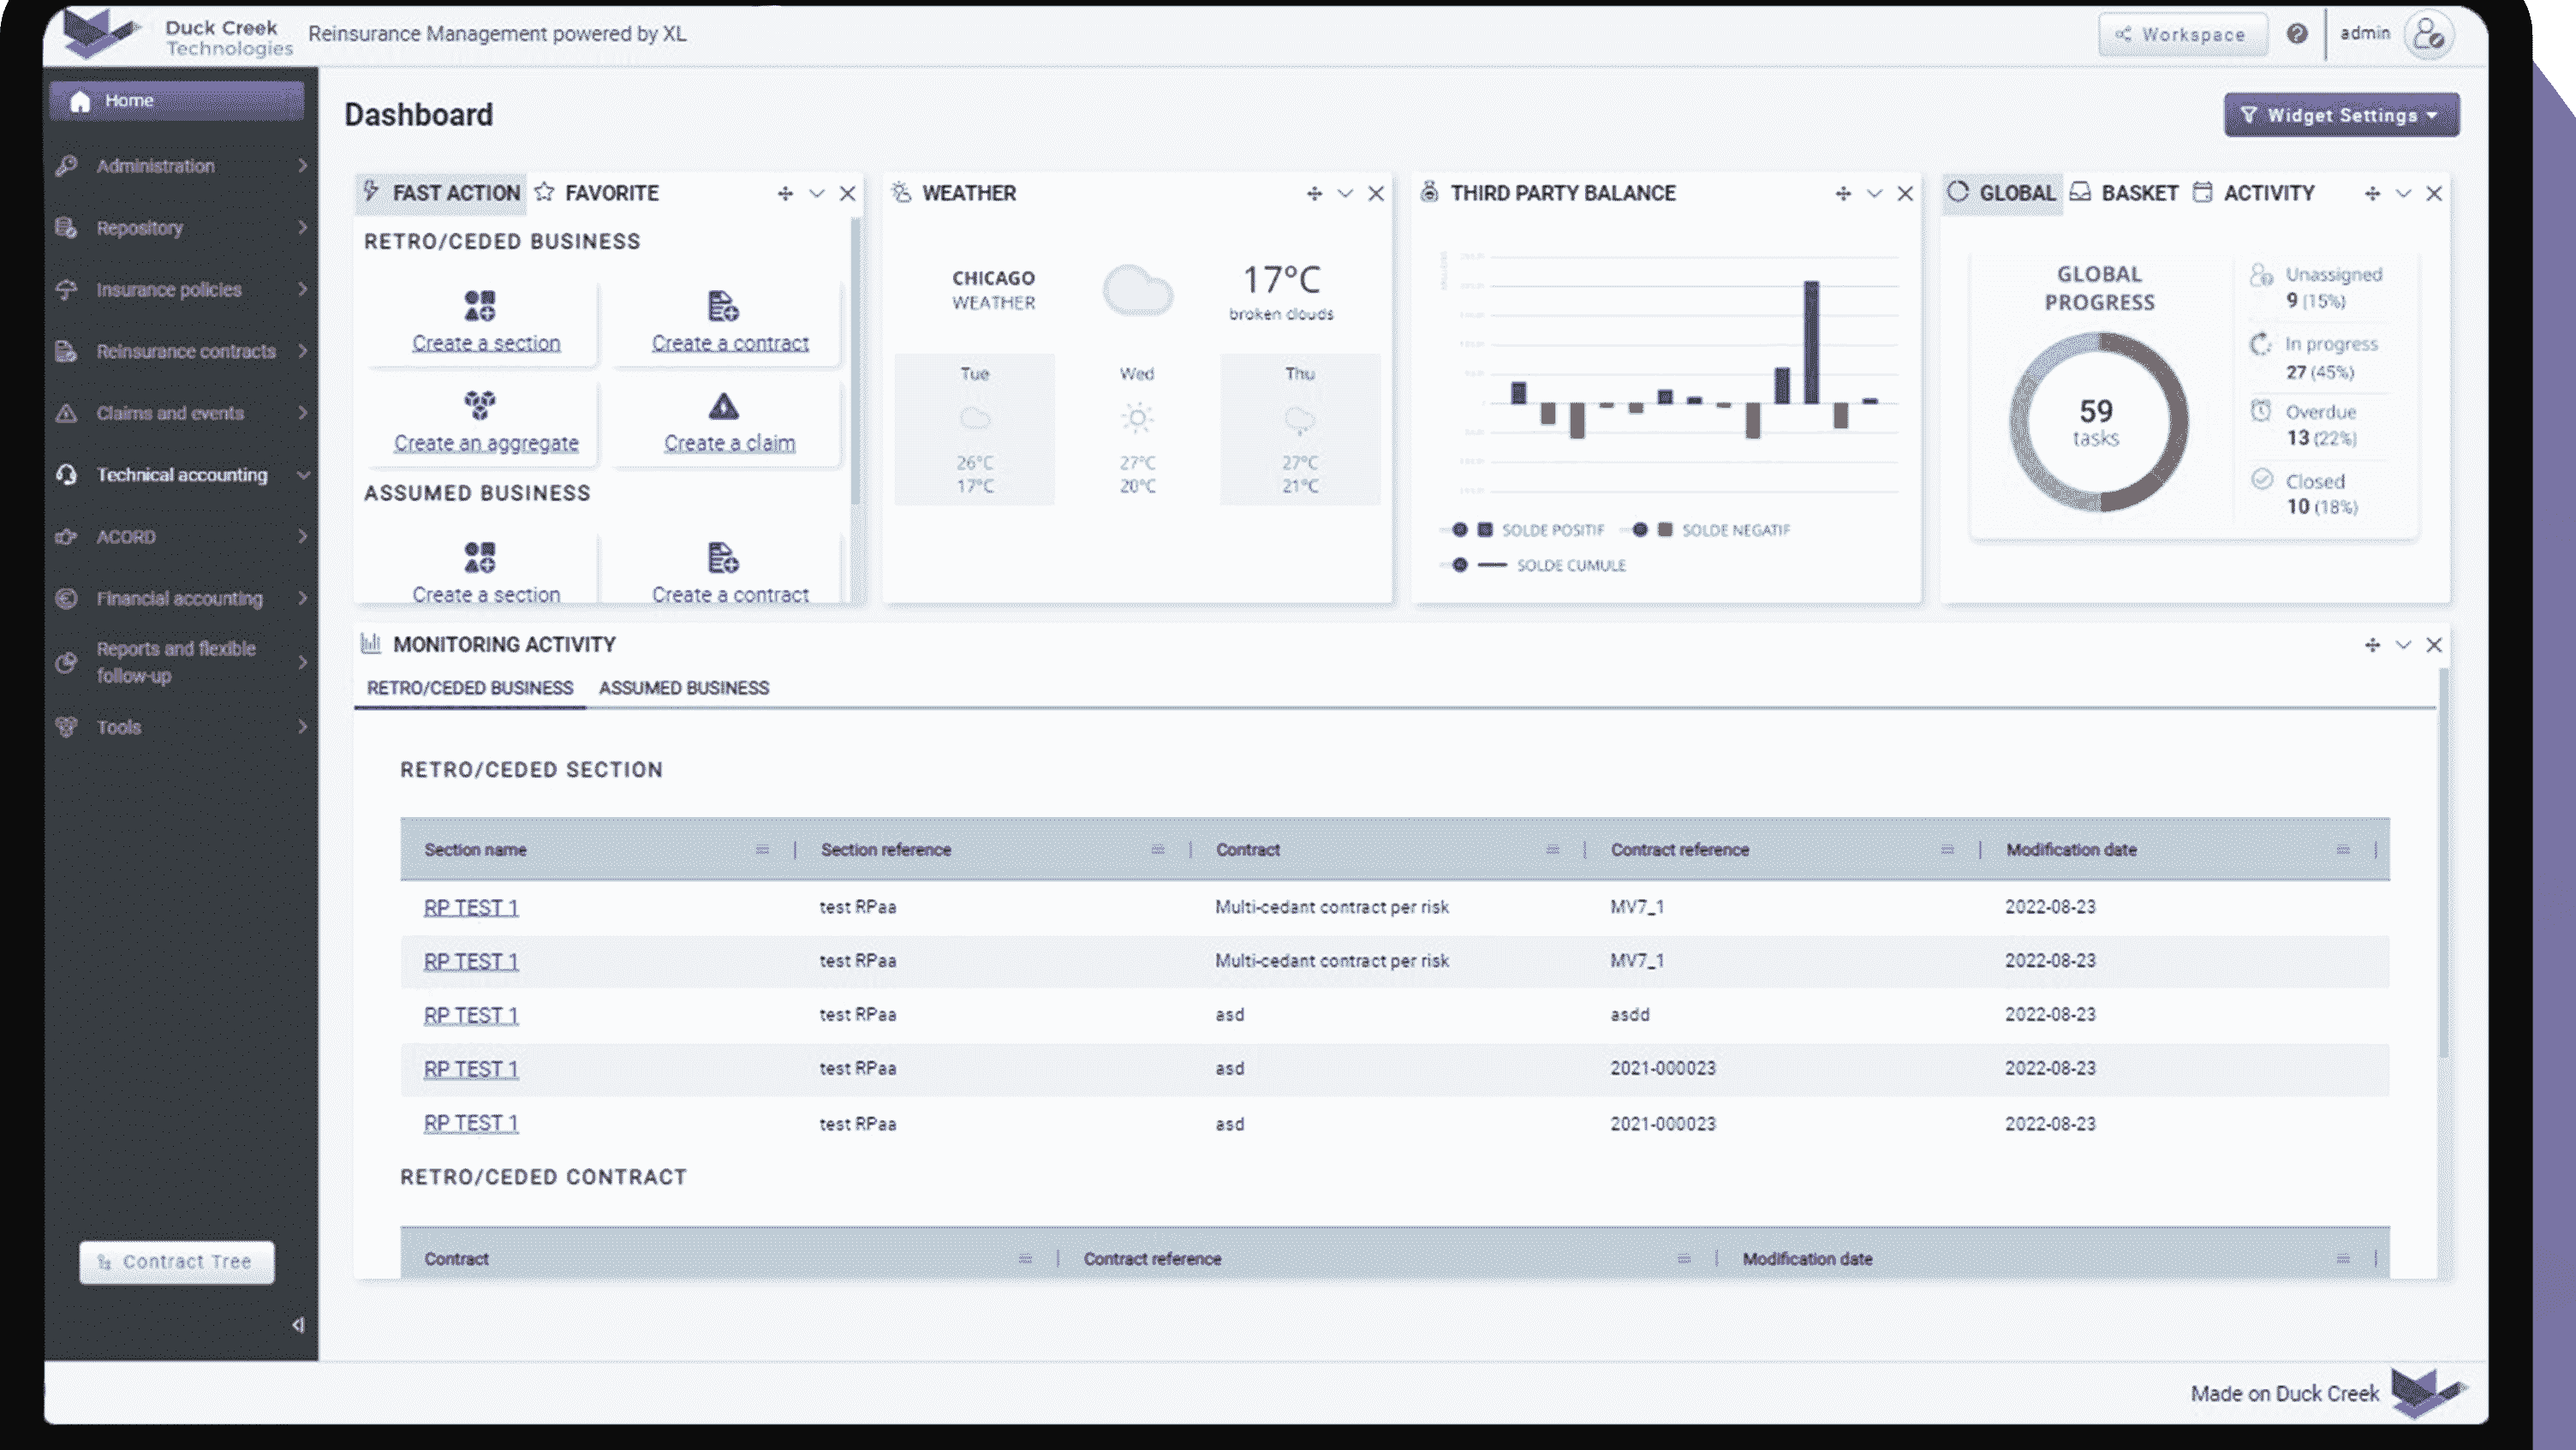 Duck Creek
Technologies
Reinsurance Management powered by XL
Workspace
admin
Home
Administration
Repository
Insurance policies
Reinsurance contracts
Claims and events
Technical accounting
ACORD
Financial accounting
Reports and flexible
follow-up
Tools
Contract Tree
Dashboard
Widget Settings
FAST ACTION FAVORITE
RETRO/CEDED BUSINESS
Create a section Create a contract
Create an aggregate Create a claim
ASSUMED BUSINESS
Create a section Create a contract
WEATHER
CHICAGO
WEATHER
17°C
broken clouds
Tue Wed Thu
26°C 27°C 27°C
17°C 20°C 21°C
THIRD PARTY BALANCE
SOLDE POSITIF SOLDE NEGATIF
SOLDE CUMULE
GLOBAL BASKET ACTIVITY
GLOBAL
PROGRESS
59
tasks
Unassigned
9 (15%)
In progress
27 (45%)
Overdue
13 (22%)
Closed
10 (18%)
MONITORING ACTIVITY
RETRO/CEDED BUSINESS ASSUMED BUSINESS
RETRO/CEDED SECTION
Section name Section reference Contract Contract reference Modification date
RP TEST 1 test RPaa Multi-cedant contract per risk MV7_1 2022-08-23
RP TEST 1 test RPaa Multi-cedant contract per risk MV7_1 2022-08-23
RP TEST 1 test RPaa asd asdd 2022-08-23
RP TEST 1 test RPaa asd 2021-000023 2022-08-23
RP TEST 1 test RPaa asd 2021-000023 2022-08-23
RETRO/CEDED CONTRACT
Contract Contract reference Modification date
Made on Duck Creek